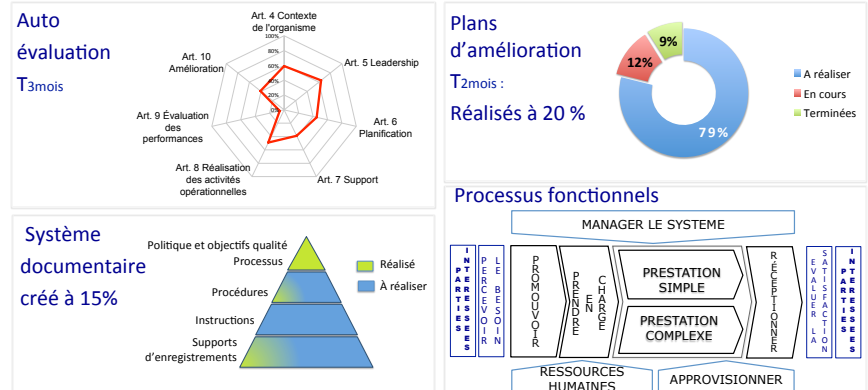 Auto
évaluation
T3mois
Art. 4 Contexte
de l'organisme
100%
80%
60%
40%
20%
0%
Art. 5 Leadership
Art. 6
Planification
Art. 7 Support
Art. 8 Réalisation
des activités
opérationnelles
Art. 9 Évaluation
des
performances
Art. 10
Amélioration
Plans
d'amélioration
T2mois :
Réalisés à 20 %
9%
12%
79%
A réaliser
En cours
Terminées
Système
documentaire
créé à 15%
Politique et objectifs qualité
Processus
Procédures
Instructions
Supports
d'enregistrements
Réalisé
À réaliser
Processus fonctionnels
MANAGER LE SYSTEME
PARTIES
INTERESSEES
PERCEVOIR
LE BESOIN
PROMOUVOIR
PRENDRE
EN
CHARGE
PRESTATION
SIMPLE
PRESTATION
COMPLEXE
RÉCEPTIONNER
EVALUER LA
SATISFACTION
PARTIES
INTERESSEES
RESSOURCES
HUMAINES
APPROVISIONNER